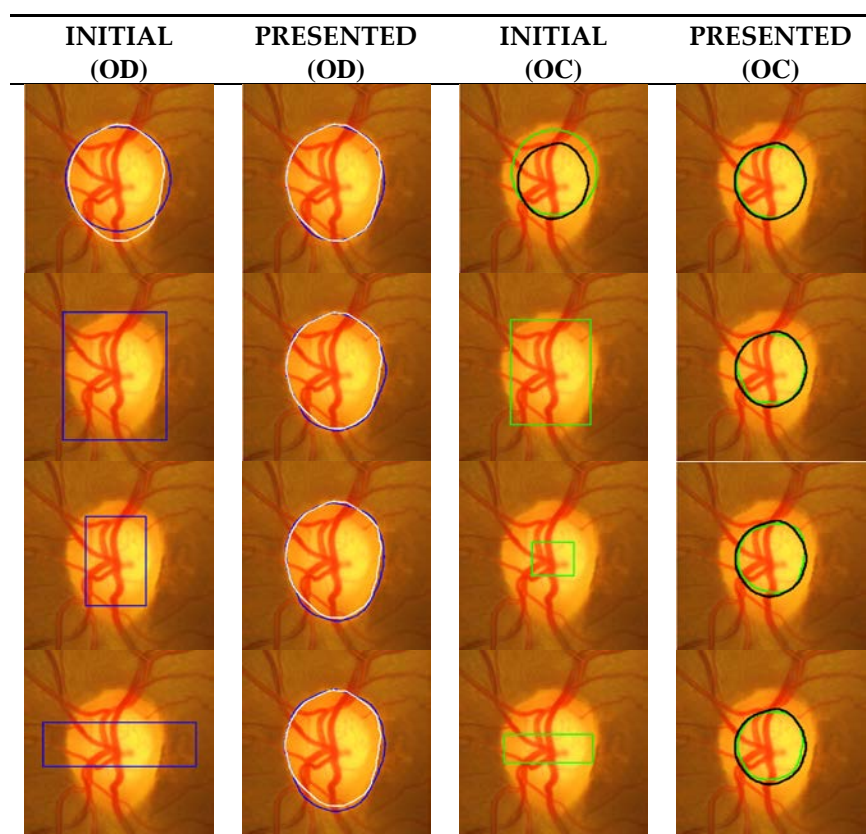 INITIAL PRESENTED INITIAL PRESENTED
(OD) (OD) (OC) (OC)